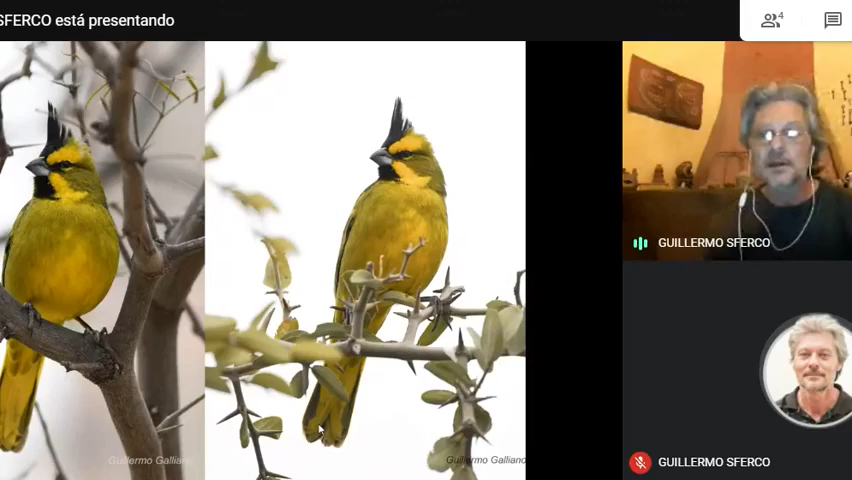 SFERCO está presentando
4
GUILLERMO SFERCO
Guillermo Galliano
Guillermo Galliano
GUILLERMO SFERCO